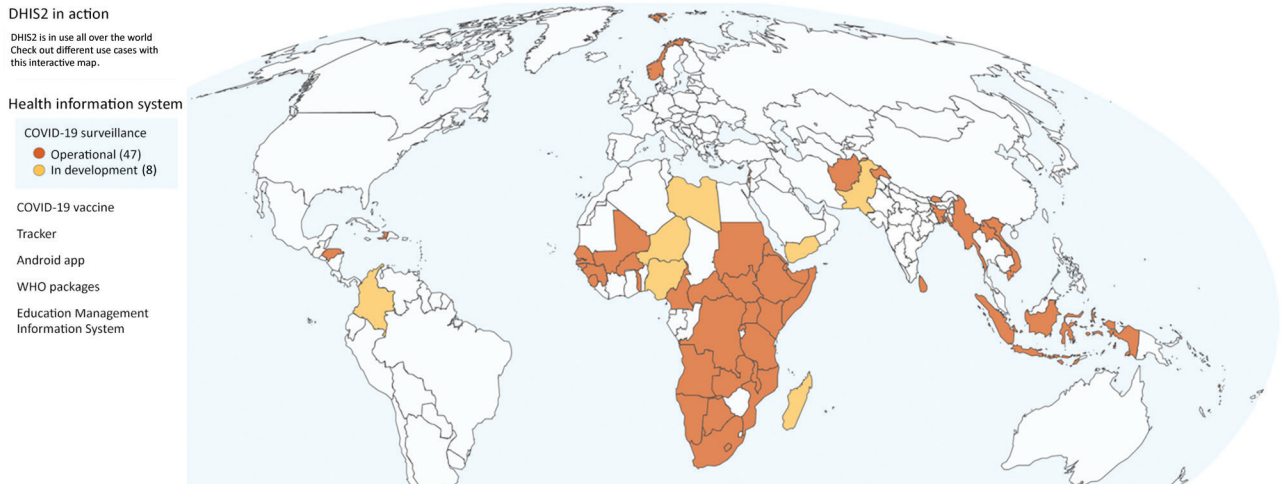 DHIS2 in action
DHIS2 is in use all over the world
Check out different use cases with
this interactive map.
Health information system
COVID-19 surveillance
Operational (47)
In development (8)
COVID-19 vaccine
Tracker
Android app
WHO packages
Education Management
Information System